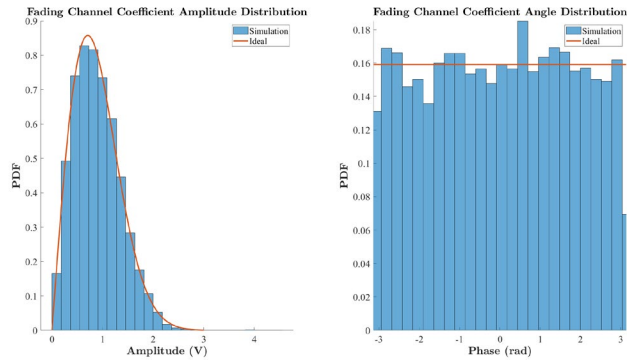 Fading Channel Coefficient Amplitude Distribution
Simulation
Ideal
0.9
0.8
0.7
0.6
0.5
0.4
0.3
0.2
0.1
0
PDF
0 1 2 3 4
Amplitude (V)
Fading Channel Coefficient Angle Distribution
Simulation
Ideal
0.18
0.16
0.14
0.12
0.1
0.08
0.06
0.04
0.02
0
PDF
-3 -2 -1 0 1 2 3
Phase (rad)